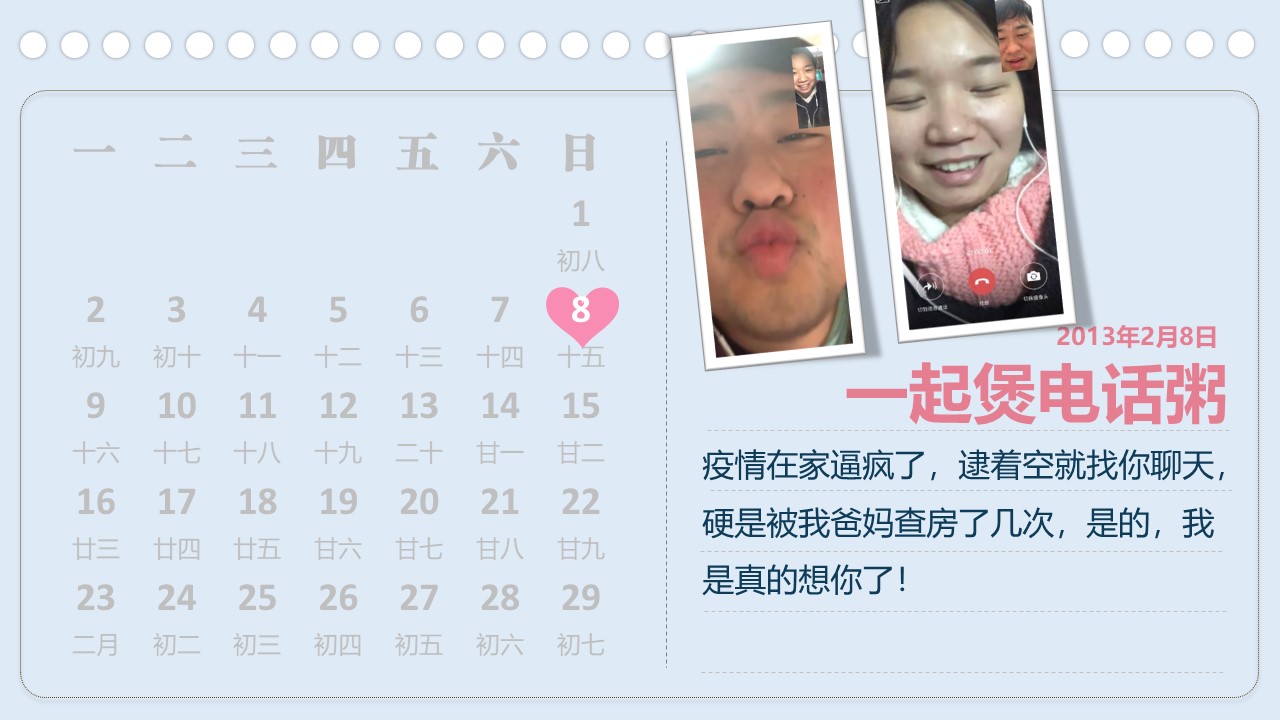 一 二 三 四 五 六 日
1
初八
2 3 4 5 6 7 8
初九 初十 十一 十二 十三 十四 十五
9 10 11 12 13 14 15
十六 十七 十八 十九 二十 廿一 廿二
16 17 18 19 20 21 22
廿三 廿四 廿五 廿六 廿七 廿八 廿九
23 24 25 26 27 28 29
二月 初二 初三 初四 初五 初六 初七
2013年2月8日
一起煲电话粥
疫情在家逼疯了，逮着空就找你聊天，
硬是被我爸妈查房了几次，是的，我
是真的想你了！